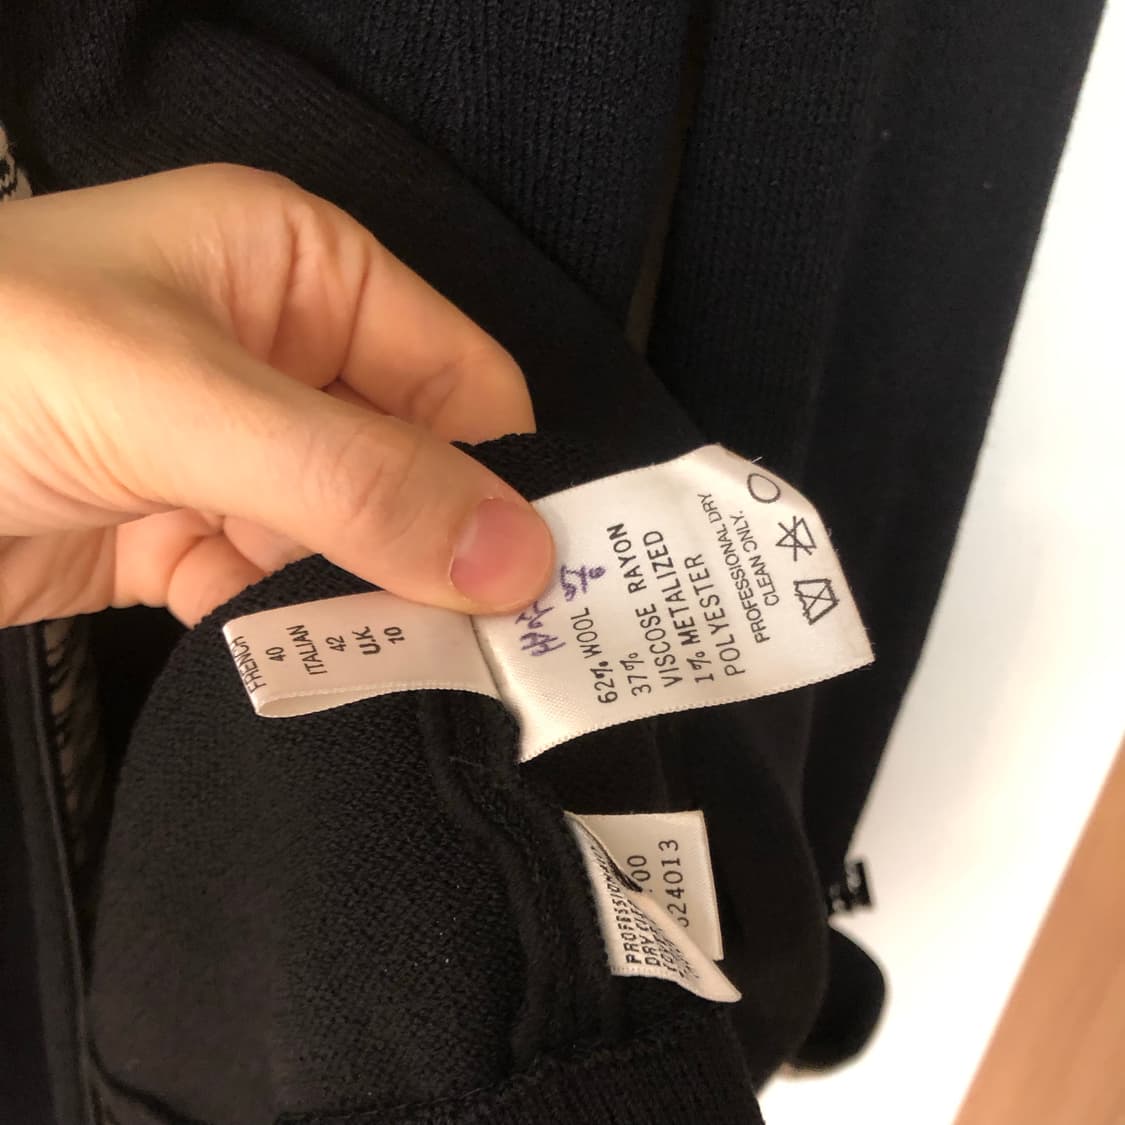 FRENCH
40
ITALIAN
42
U.K
10
62% WOOL
37%
VISCOSE RAYON
1% METALIZED
POLYESTER
PROFESSIONAL DRY
CLEAN ONLY.
PROFESSIONAL
DRY
00
24013